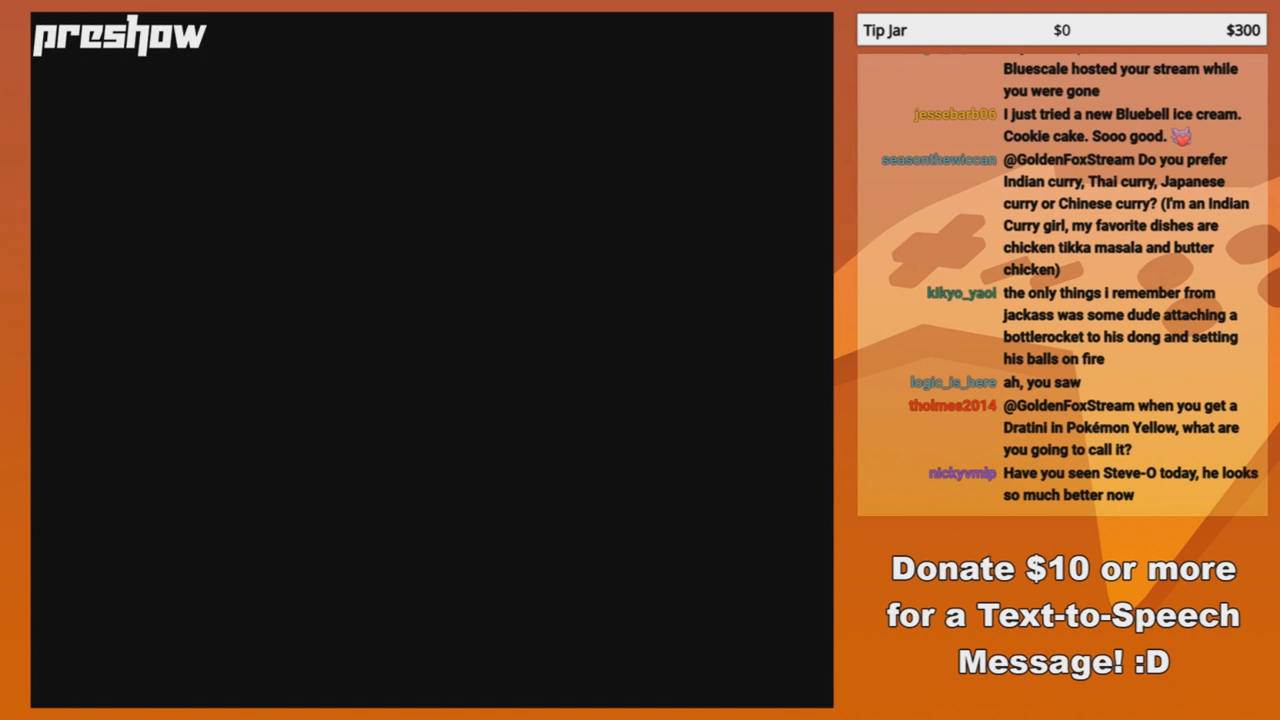 preshow
Tip Jar $0 $300
Bluescale hosted your stream while
you were gone
jessebarb06 I just tried a new Bluebell ice cream.
Cookie cake. Sooo good.
seasonthewiccan @GoldenFoxStream Do you prefer
Indian curry, Thai curry, Japanese
curry or Chinese curry? (I'm an Indian
Curry girl, my favorite dishes are
chicken tikka masala and butter
chicken)
kikyo_yaoi the only things i remember from
jackass was some dude attaching a
bottlerocket to his dong and setting
his balls on fire
logic_is_here ah, you saw
tholmes2014 @GoldenFoxStream when you get a
Dratini in Pokémon Yellow, what are
you going to call it?
nickyvmlp Have you seen Steve-O today, he looks
so much better now
Donate $10 or more
for a Text-to-Speech
Message! :D